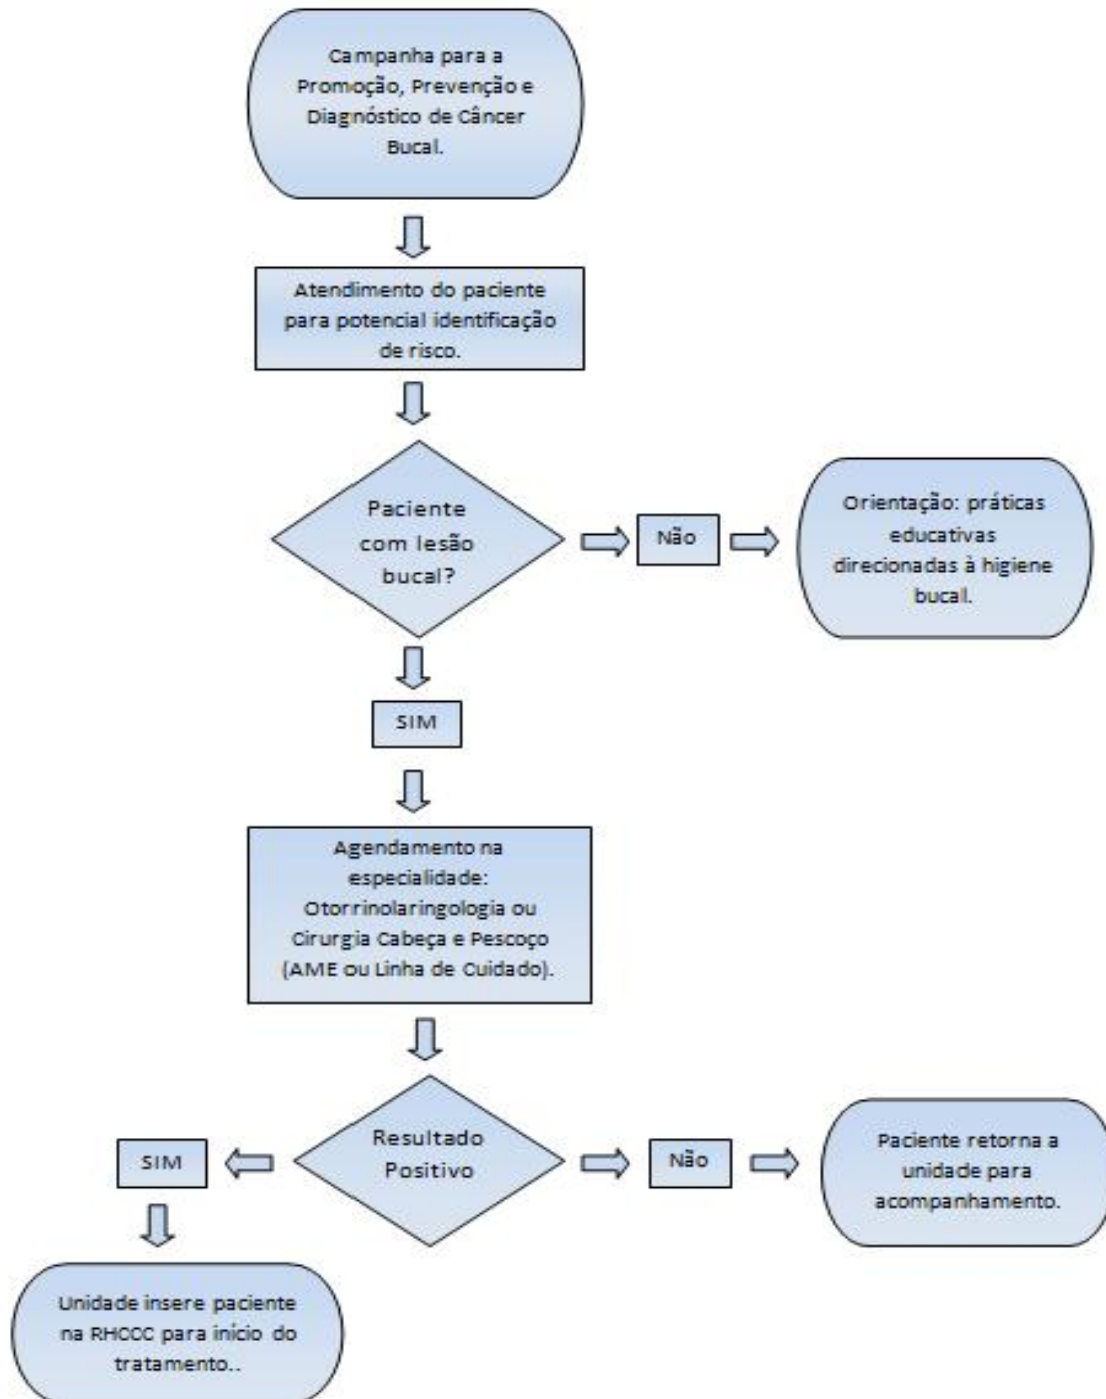 Campanha para a
Promoção, Prevenção e
Diagnóstico de Câncer
Bucal.
Atendimento do paciente
para potencial identificação
de risco.
Paciente
com lesão
bucal?
Não
Orientação: práticas
educativas
direcionadas à higiene
bucal.
SIM
Agendamento na
especialidade:
Otorrinolaringologia ou
Cirurgia Cabeça e Pescoço
(AME ou Linha de Cuidado).
Resultado
Positivo
SIM
Não
Paciente retorna a
unidade para
acompanhamento.
Unidade insere paciente
na RHCCC para início do
tratamento..